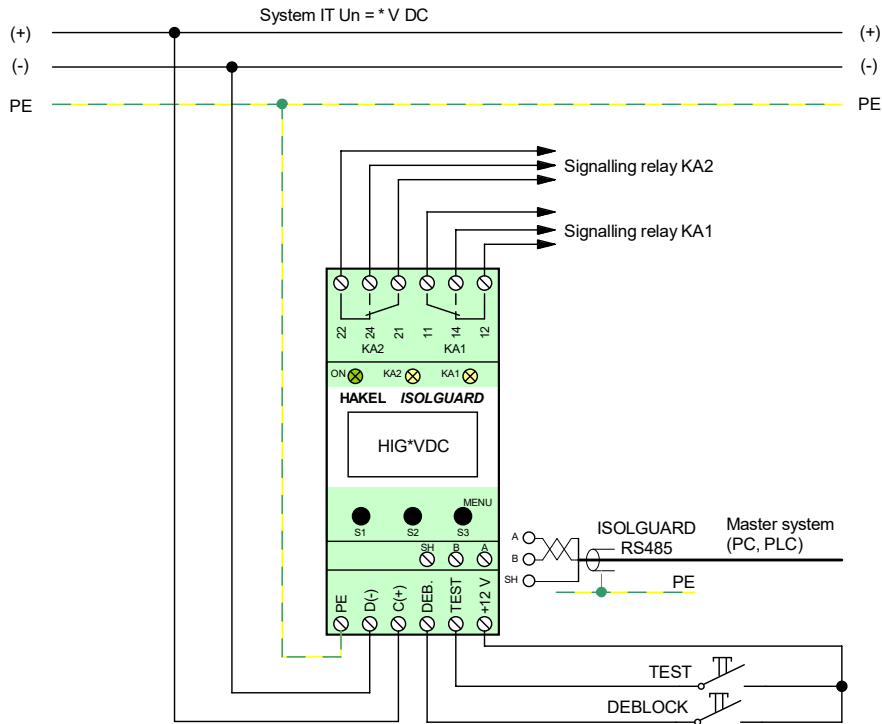 System IT Un = * V DC
(+) (+)
(-) (-)
PE PE
Signalling relay KA2
Signalling relay KA1
22 24 21 11 14 12
KA2 KA1
ON KA2 KA1
HAKEL ISOLGUARD
HIG*VDC
MENU
S1 S2 S3
SH B A
PE D(-) C(+) DEB. TEST +12 V
A
B
SH
ISOLGUARD
RS485
Master system
(PC, PLC)
PE
TEST
DEBLOCK